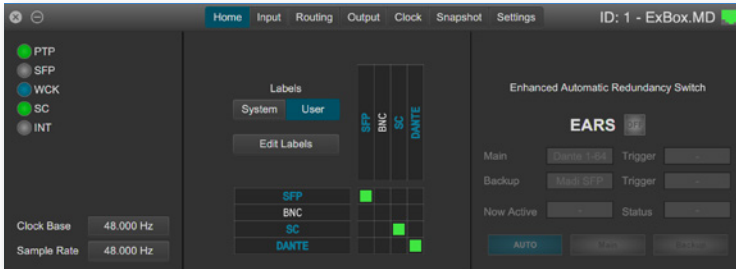 Home Input Routing Output Clock Snapshot Settings ID: 1 - ExBox.MD
PTP
SFP
WCK
SC
INT
Clock Base 48.000 Hz
Sample Rate 48.000 Hz
Labels
System User
Edit Labels
SFP
BNC
SC
DANTE
SFP
BNC
SC
DANTE
Enhanced Automatic Redundancy Switch
EARS OFF
Main Dante 1-64 Trigger -
Backup Madi SFP Trigger -
Now Active - Status -
AUTO Main Backup